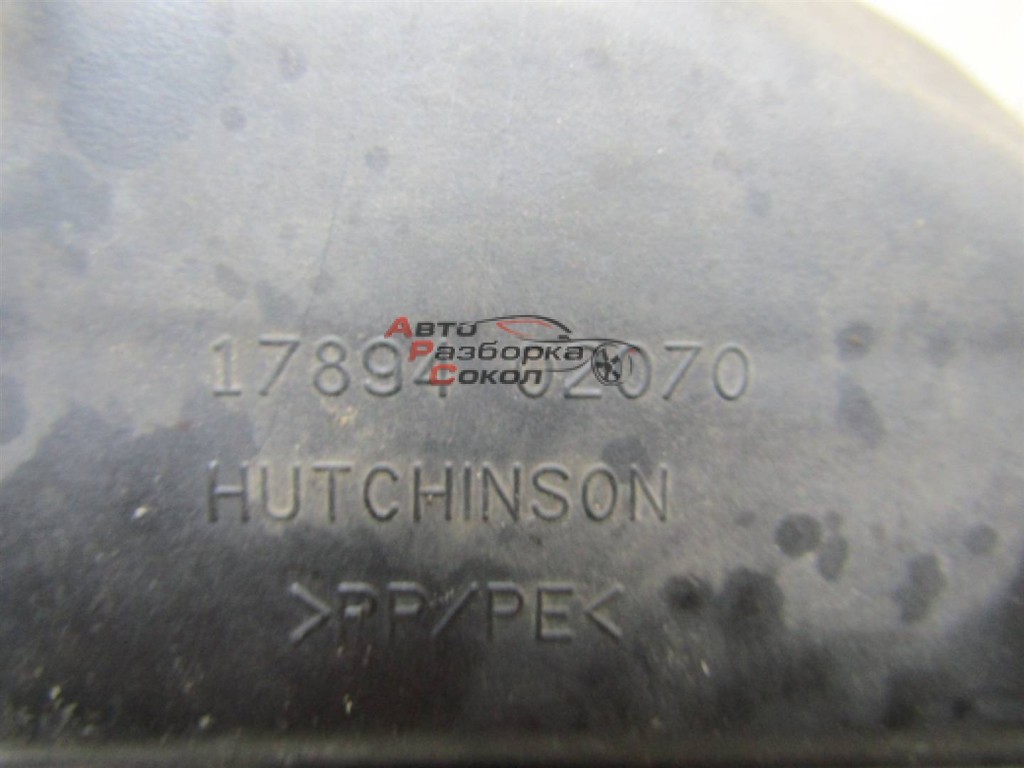 17894 02070
Авто
Разборка
Сокол
HUTCHINSON
>PP/PE<